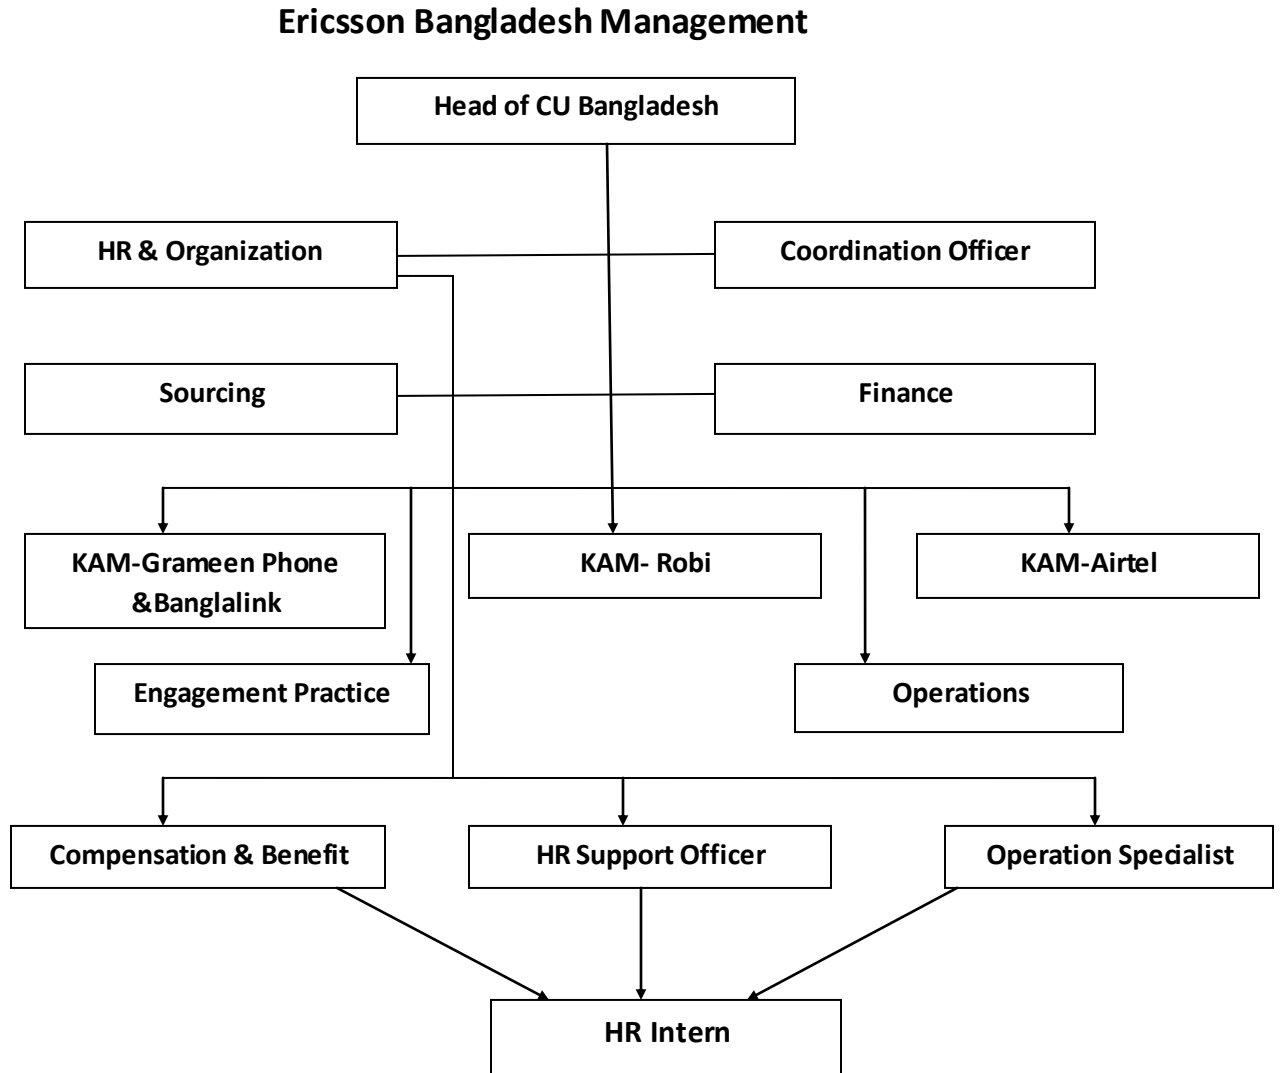 Ericsson Bangladesh Management
Head of CU Bangladesh
HR & Organization
Coordination Officer
Sourcing
Finance
KAM-Grameen Phone
&Banglalink
KAM- Robi
KAM-Airtel
Engagement Practice
Operations
Compensation & Benefit
HR Support Officer
Operation Specialist
HR Intern